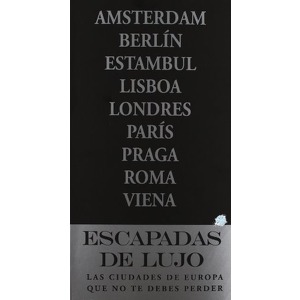 AMSTERDAM
BERLÍN
ESTAMBUL
LISBOA
LONDRES
PARÍS
PRAGA
ROMA
VIENA
ESCAPADAS
DE LUJO
LAS CIUDADES DE EUROPA
QUE NO TE DEBES PERDER